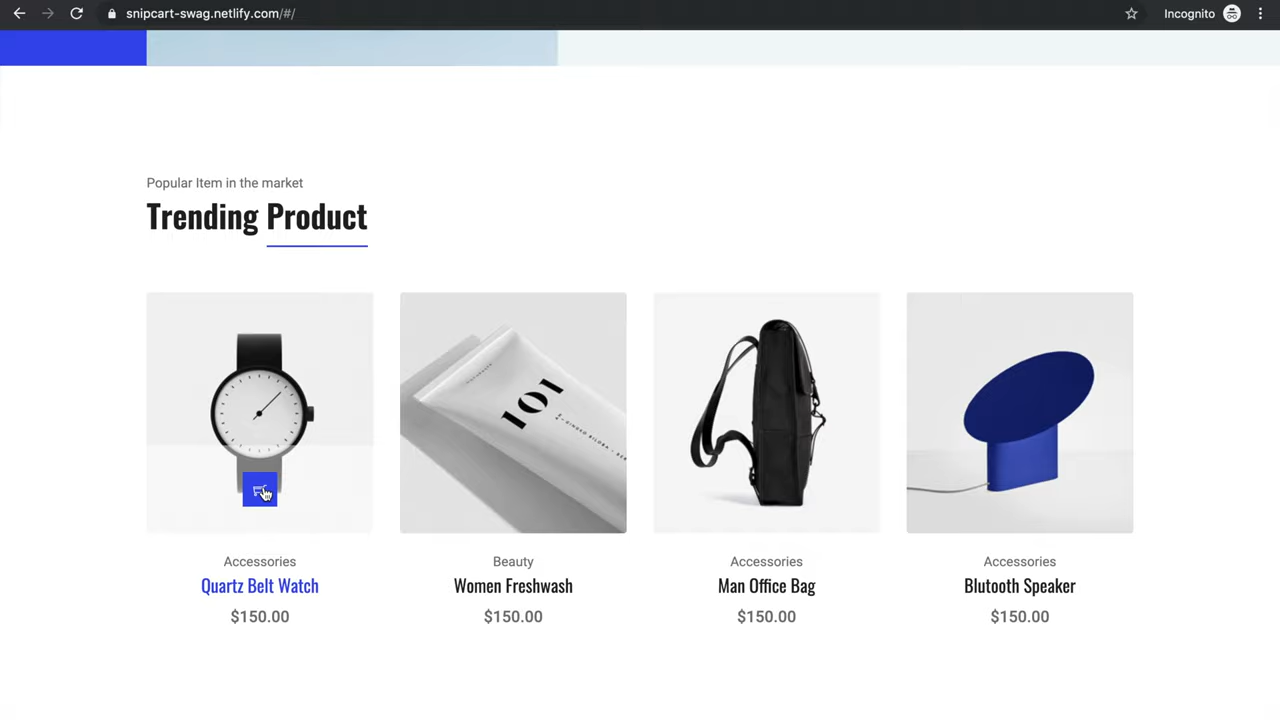 snipcart-swag.netlify.com/#/
Incognito
Popular Item in the market
Trending Product
101
Accessories
Beauty
Accessories
Accessories
Quartz Belt Watch
Women Freshwash
Man Office Bag
Blutooth Speaker
$150.00
$150.00
$150.00
$150.00